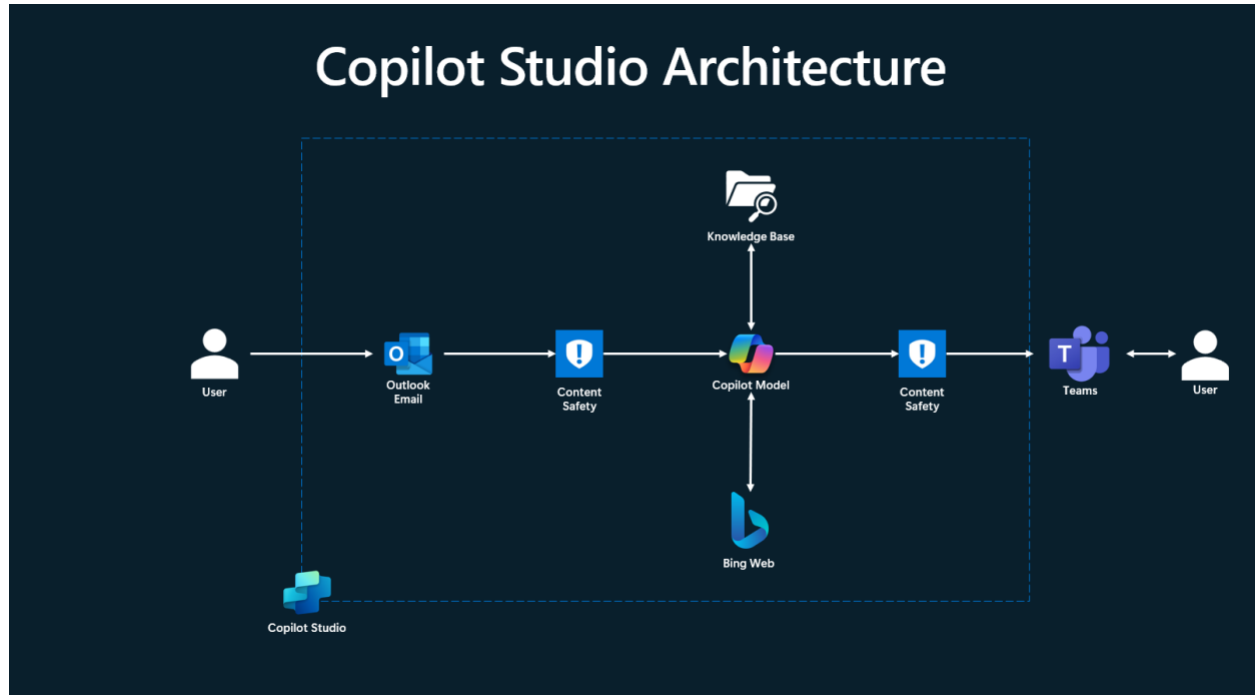 Copilot Studio Architecture
Knowledge Base
User
Outlook
Email
Content
Safety
Copilot Model
Content
Safety
Teams
User
Bing Web
Copilot Studio